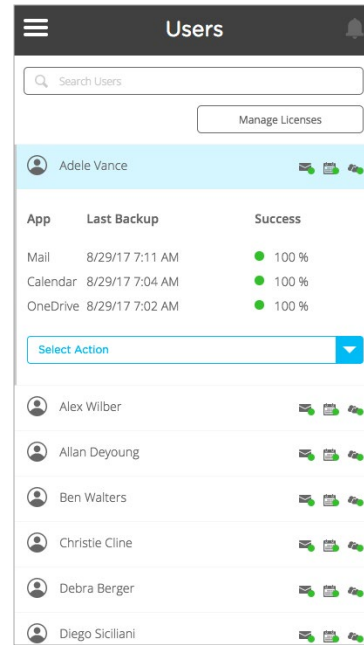 Users
Search Users
Manage Licenses
Adele Vance
App Last Backup Success
Mail 8/29/17 7:11 AM 100 %
Calendar 8/29/17 7:04 AM 100 %
OneDrive 8/29/17 7:02 AM 100 %
Select Action
Alex Wilber
Allan Deyoung
Ben Walters
Christie Cline
Debra Berger
Diego Siciliani